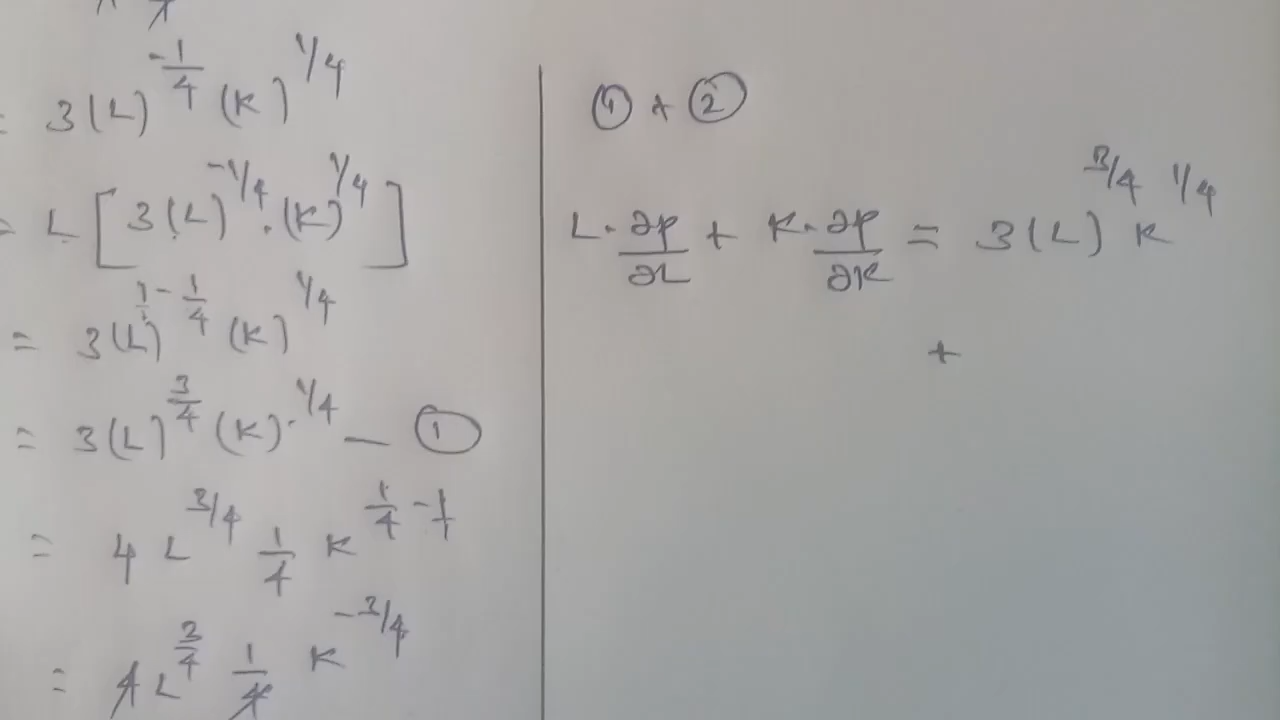 = 3(L)^{-1/4} (K)^{1/4}
= L [ 3(L)^{-1/4} . (K)^{1/4} ]
= 3(L)^{1 - 1/4} (K)^{1/4}
= 3(L)^{3/4} (K)^{1/4} — ①
= 4 L^{3/4} 1/4 K^{1/4 - 1}
= 4 L^{3/4} 1/4 K^{-3/4}
① + ②
L . ∂P/∂L + K . ∂P/∂K = 3(L)^{3/4} K^{1/4}
+